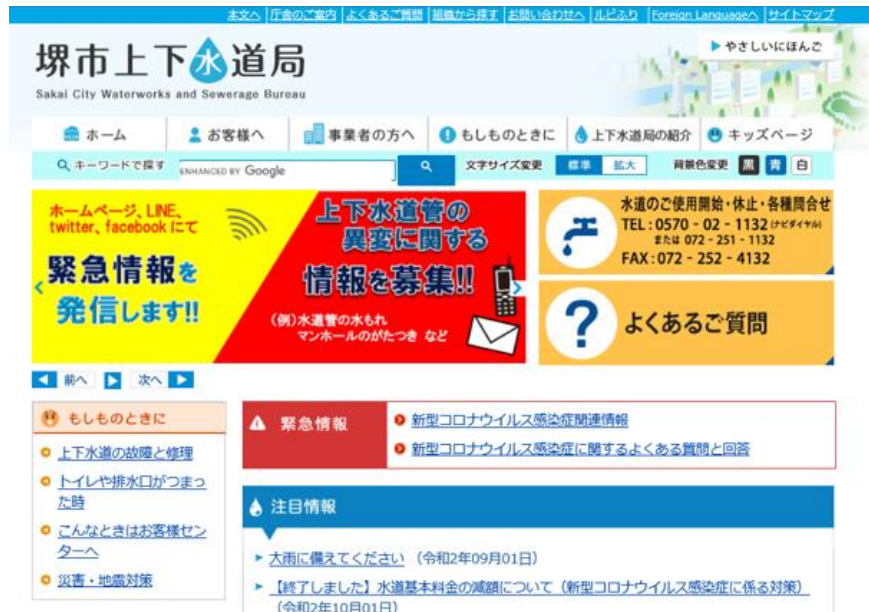 本文へ 庁舎のご案内 よくあるご質問 組織から探す お問い合わせへ ルビふり Foreign Languageへ サイトマップ
堺市上下水道局
Sakai City Waterworks and Sewerage Bureau
やさしいにほんご
ホーム お客様へ 事業者の方へ もしものときに 上下水道局の紹介 キッズページ
キーワードで探す ENHANCED BY Google 文字サイズ変更 標準 拡大 背景色変更 黒 青 白
ホームページ、LINE、
twitter、facebook にて
緊急情報を
発信します!!
上下水道管の
異変に関する
情報を募集!!
(例)水道管の水もれ
マンホールのがたつき など
水道のご使用開始・休止・各種問合せ
TEL : 0570 - 02 - 1132 (ナビダイヤル)
または 072 - 251 - 1132
FAX : 072 - 252 - 4132
? よくあるご質問
前へ 次へ
もしものときに
上下水道の故障と修理
トイレや排水口がつまっ
た時
こんなときはお客様セン
ターへ
災害・地震対策
緊急情報
新型コロナウイルス感染症関連情報
新型コロナウイルス感染症に関するよくある質問と回答
注目情報
大雨に備えてください (令和2年09月01日)
【終了しました】水道基本料金の減額について(新型コロナウイルス感染症に係る対策)
(令和2年10月01日)